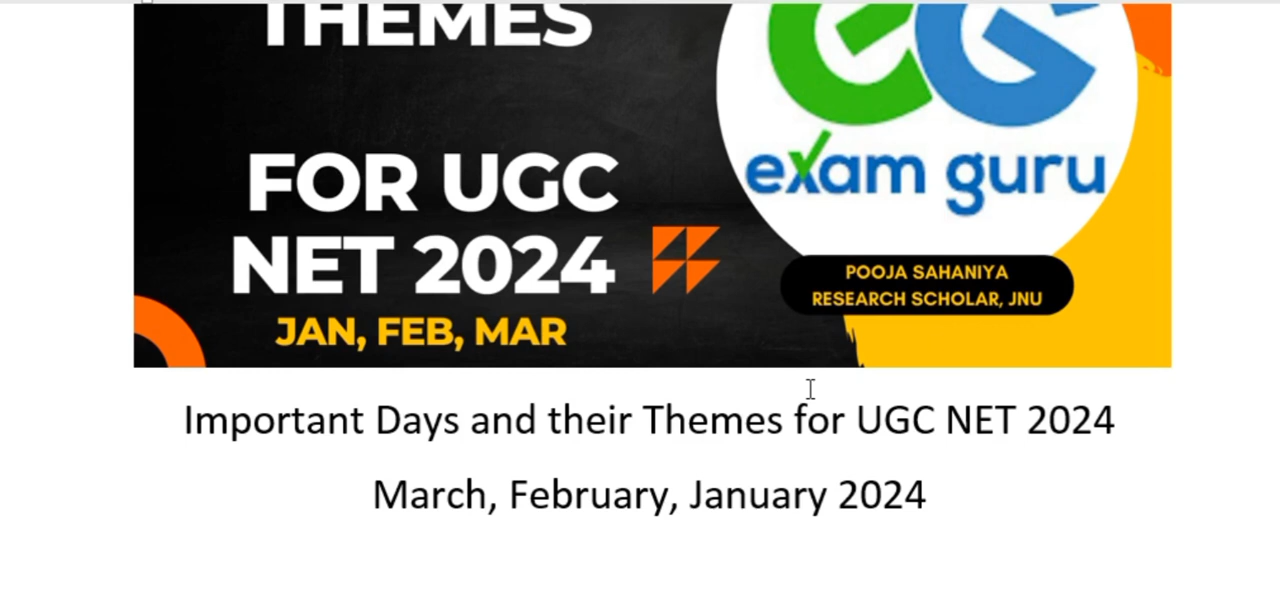 THEMES
FOR UGC
NET 2024
JAN, FEB, MAR
EG
exam guru
POOJA SAHANIYA
RESEARCH SCHOLAR, JNU
Important Days and their Themes for UGC NET 2024
March, February, January 2024